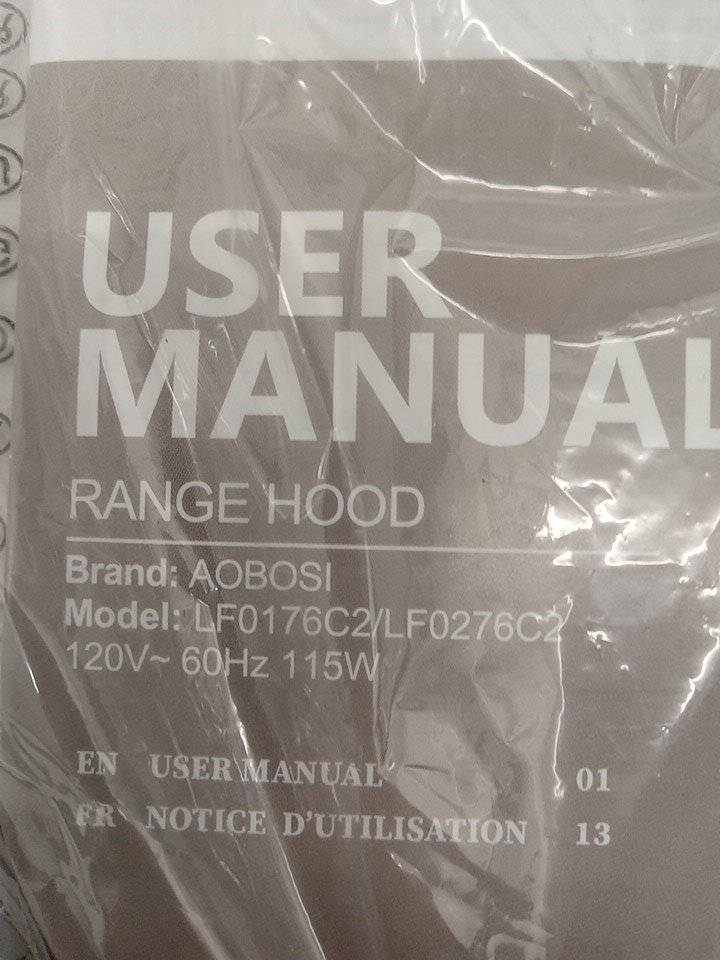 USER
MANUAL
RANGE HOOD
Brand: AOBOSI
Model: LF0176C2/LF0276C2
120V~ 60Hz 115W
EN USER MANUAL 01
FR NOTICE D'UTILISATION 13